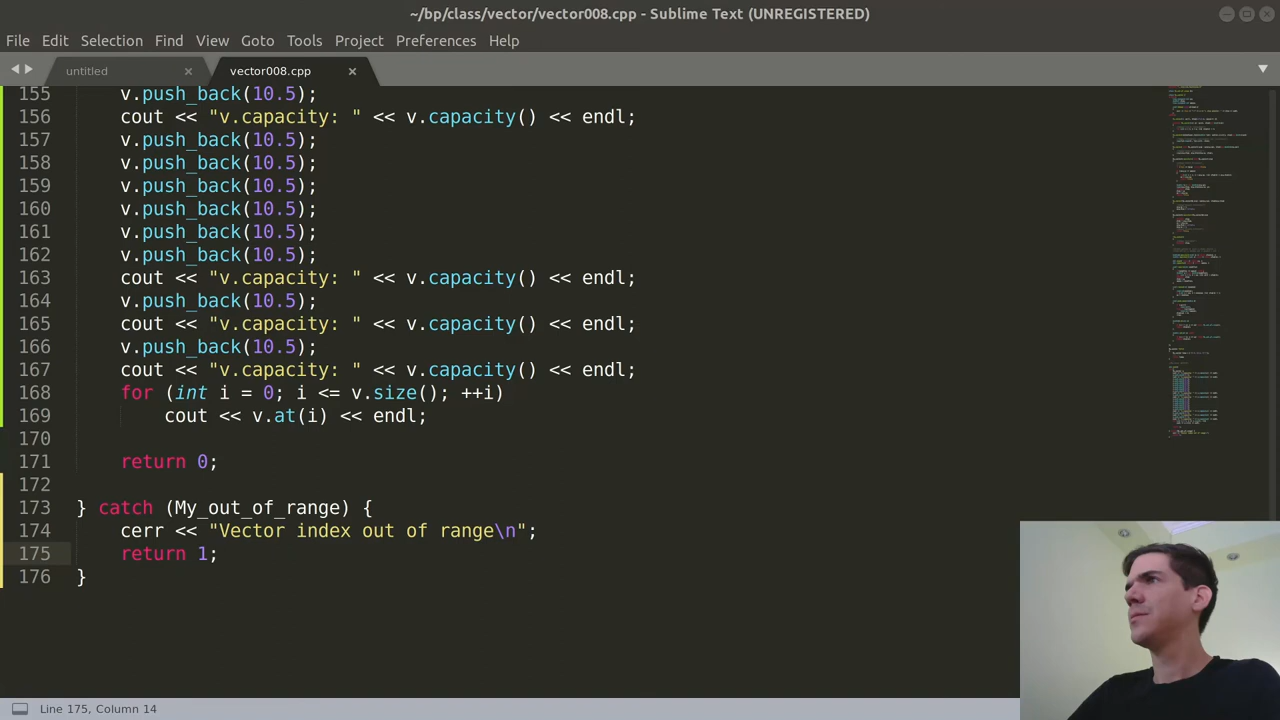 ~/bp/class/vector/vector008.cpp - Sublime Text (UNREGISTERED)
File Edit Selection Find View Goto Tools Project Preferences Help
untitled × vector008.cpp ×
155 v.push_back(10.5);
156 cout << "v.capacity: " << v.capacity() << endl;
157 v.push_back(10.5);
158 v.push_back(10.5);
159 v.push_back(10.5);
160 v.push_back(10.5);
161 v.push_back(10.5);
162 v.push_back(10.5);
163 cout << "v.capacity: " << v.capacity() << endl;
164 v.push_back(10.5);
165 cout << "v.capacity: " << v.capacity() << endl;
166 v.push_back(10.5);
167 cout << "v.capacity: " << v.capacity() << endl;
168 for (int i = 0; i <= v.size(); ++i)
169 cout << v.at(i) << endl;
170
171 return 0;
172
173 } catch (My_out_of_range) {
174 cerr << "Vector index out of range\n";
175 return 1;
176 }
Line 175, Column 14